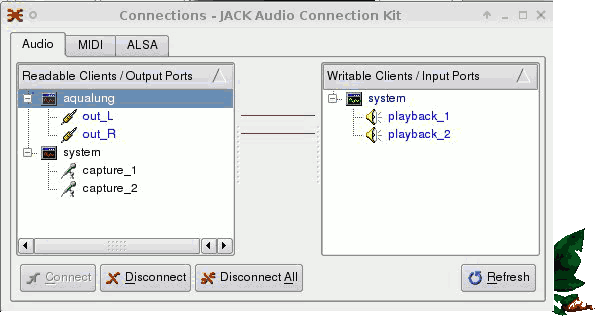 Connections - JACK Audio Connection Kit
Audio MIDI ALSA
Readable Clients / Output Ports Writable Clients / Input Ports
aqualung system
out_L playback_1
out_R playback_2
system
capture_1
capture_2
Connect Disconnect Disconnect All Refresh